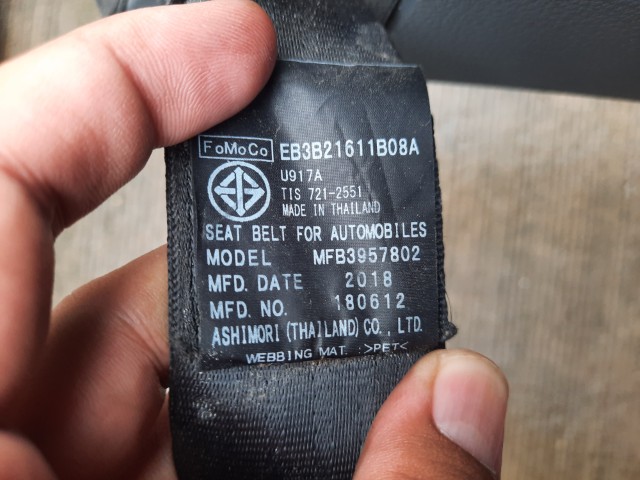 FoMoCo EB3B21611B08A
U917A
TIS 721-2551
MADE IN THAILAND
SEAT BELT FOR AUTOMOBILES
MODEL MFB3957802
MFD. DATE 2018
MFD. NO. 180612
ASHIMORI (THAILAND) CO., LTD.
WEBBING MAT. >PET<